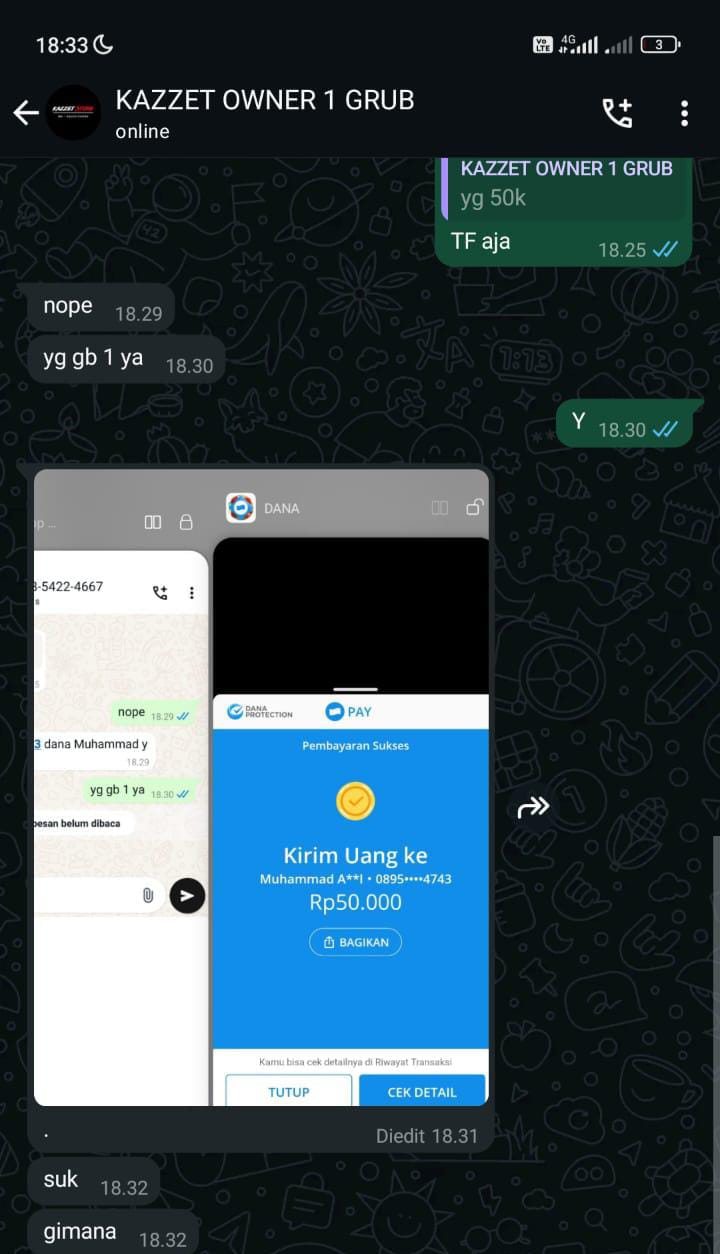 18:33
Vo LTE 4G 3
KAZZET OWNER 1 GRUB
online
KAZZET OWNER 1 GRUB
yg 50k
TF aja 18.25
nope 18.29
yg gb 1 ya 18.30
Y 18.30
DANA
-5422-4667
nope 18.29
3 dana Muhammad y
18.29
yg gb 1 ya 18.30
pesan belum dibaca
DANA PROTECTION PAY
Pembayaran Sukses
Kirim Uang ke
Muhammad A**l • 0895••••4743
Rp50.000
BAGIKAN
Kamu bisa cek detailnya di Riwayat Transaksi
TUTUP CEK DETAIL
. Diedit 18.31
suk 18.32
gimana 18.32